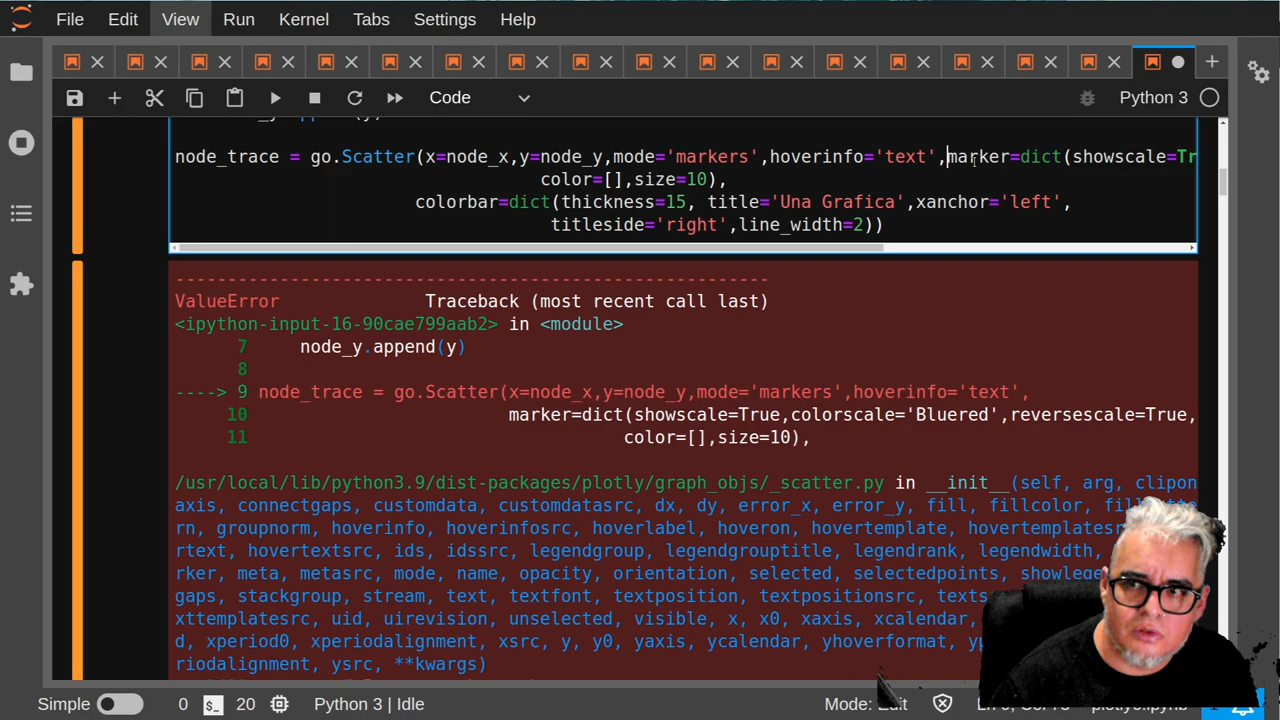 File Edit View Run Kernel Tabs Settings Help
Code
Python 3
node_trace = go.Scatter(x=node_x,y=node_y,mode='markers',hoverinfo='text',marker=dict(showscale=Tr
color=[],size=10),
colorbar=dict(thickness=15, title='Una Grafica',xanchor='left',
titleside='right',line_width=2))
---------------------------------------------------------
ValueError Traceback (most recent call last)
<ipython-input-16-90cae799aab2> in <module>
7 node_y.append(y)
8
----> 9 node_trace = go.Scatter(x=node_x,y=node_y,mode='markers',hoverinfo='text',
10 marker=dict(showscale=True,colorscale='Bluered',reversescale=True,
11 color=[],size=10),
/usr/local/lib/python3.9/dist-packages/plotly/graph_objs/_scatter.py in __init__(self, arg, clipon
axis, connectgaps, customdata, customdatasrc, dx, dy, error_x, error_y, fill, fillcolor,
rn, groupnorm, hoverinfo, hoverinfosrc, hoverlabel, hoveron, hovertemplate,
rtext, hovertextsrc, ids, idssrc, legendgroup, legendgrouptitle, legendrank, legendwidth,
rker, meta, metasrc, mode, name, opacity, orientation, selected, selectedpoints,
gaps, stackgroup, stream, text, textfont, textposition, textpositionsrc,
xttemplatesrc, uid, uirevision, unselected, visible, x, x0, xaxis, xcalendar,
d, xperiod0, xperiodalignment, xsrc, y, y0, yaxis, ycalendar, yhoverformat,
riodalignment, ysrc, **kwargs)
Simple 0 $_ 20 Python 3 | Idle Mode: Edit